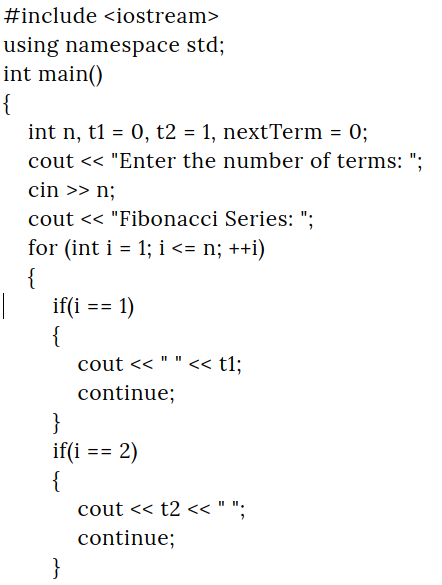 #include <iostream>
using namespace std;
int main()
{
int n, t1 = 0, t2 = 1, nextTerm = 0;
cout << "Enter the number of terms: ";
cin >> n;
cout << "Fibonacci Series: ";
for (int i = 1; i <= n; ++i)
{
if(i == 1)
{
cout << " " << t1;
continue;
}
if(i == 2)
{
cout << t2 << " ";
continue;
}